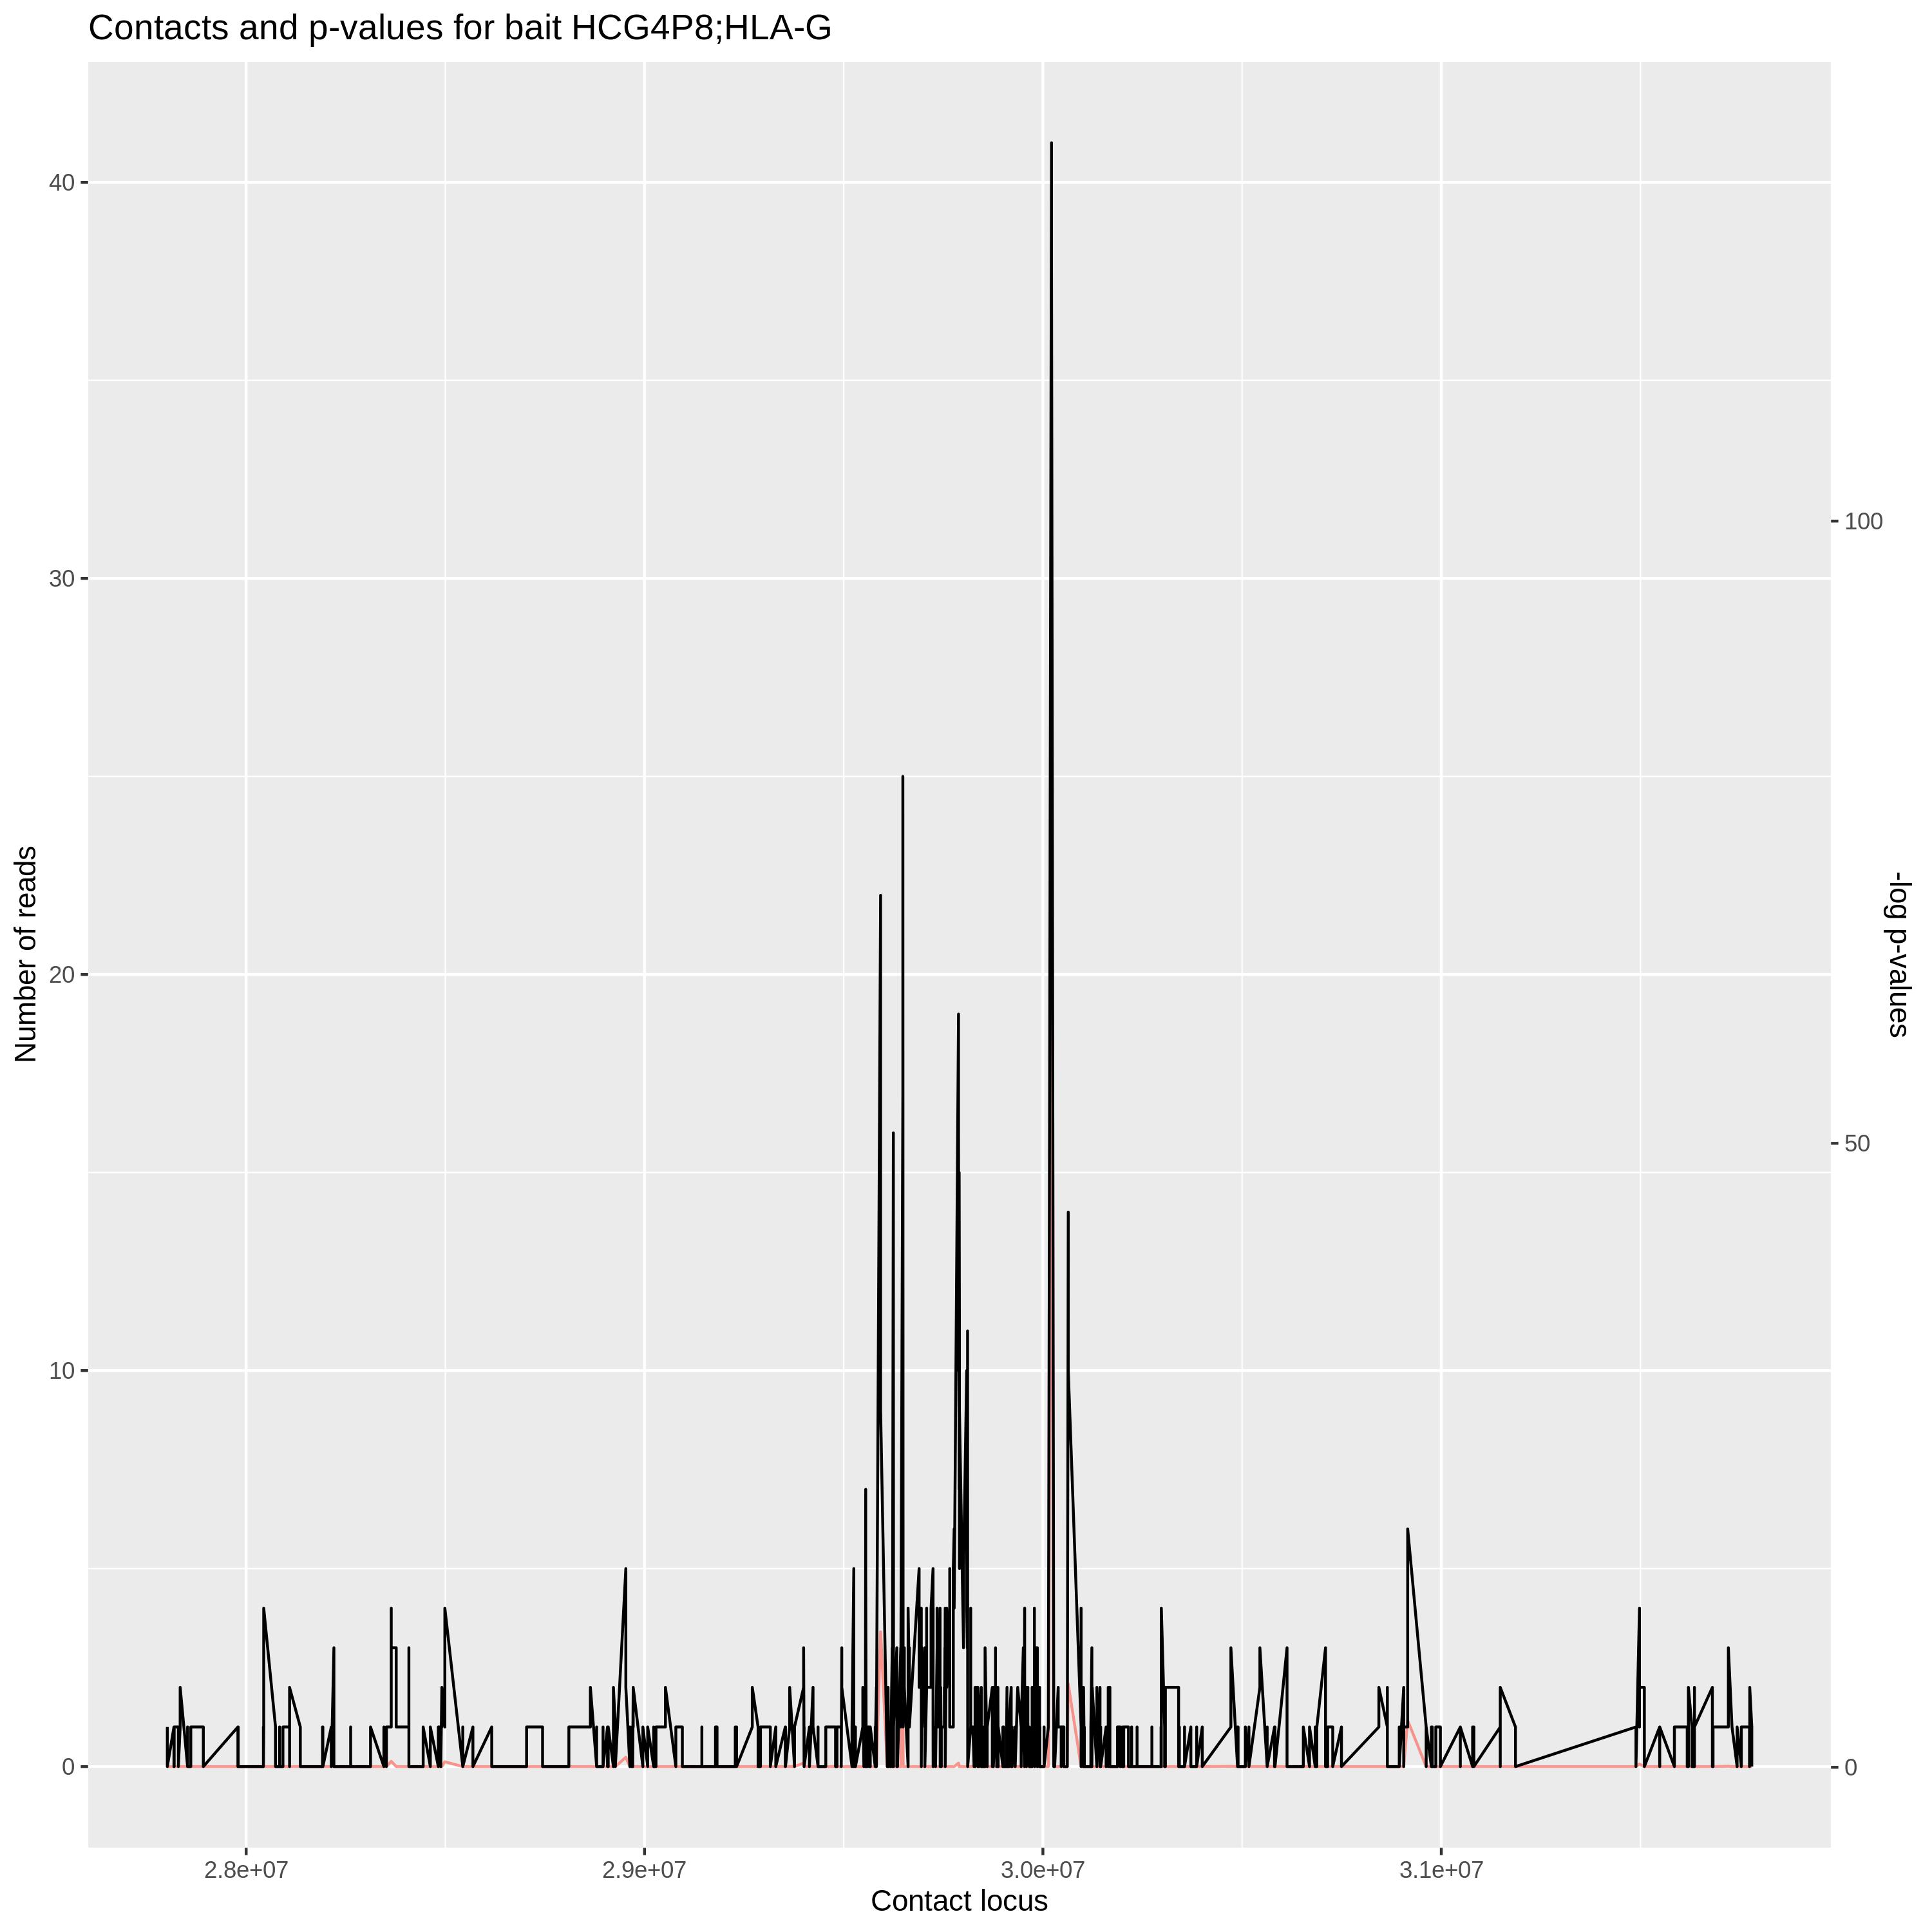 Contacts and p-values for bait HCG4P8;HLA-G
40
30
20
10
0
Number of reads
100
50
0
-log p-values
2.8e+07
2.9e+07
3.0e+07
3.1e+07
Contact locus